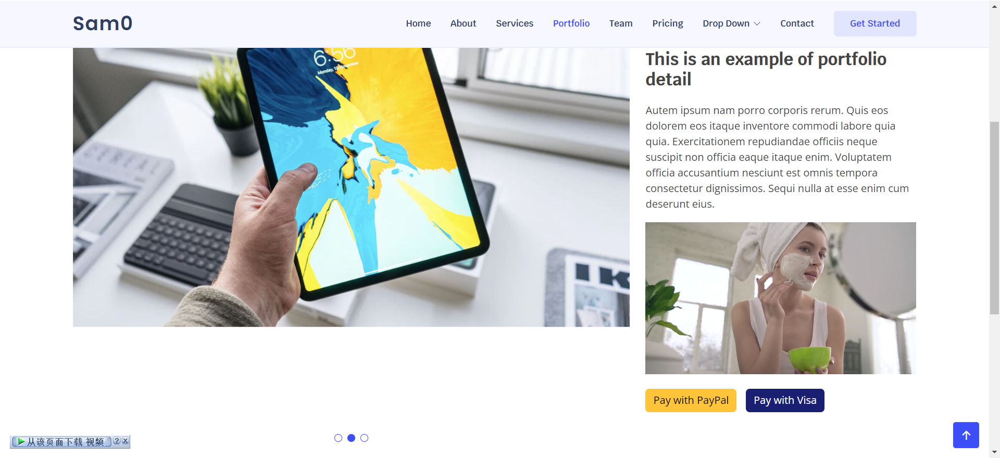 Sam0
Home
About
Services
Portfolio
Team
Pricing
Drop Down
Contact
Get Started
6:56
Monday, 19 November
IK
This is an example of portfolio
detail
Autem ipsum nam porro corporis rerum. Quis eos
dolorem eos itaque inventore commodi labore quia
quia. Exercitationem repudiandae officiis neque
suscipit non officia eaque itaque enim. Voluptatem
officia accusantium nesciunt est omnis tempora
consectetur dignissimos. Sequi nulla at esse enim cum
deserunt eius.
Pay with PayPal
Pay with Visa
从该页面下载 视频
?